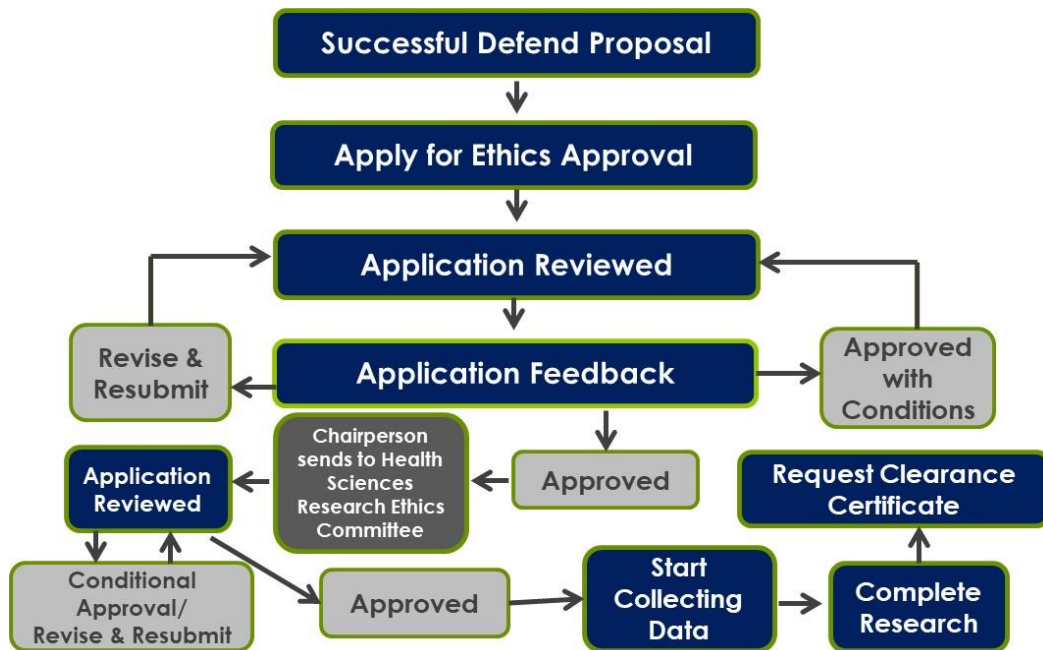 Successful Defend Proposal
Apply for Ethics Approval
Application Reviewed
Revise &
Resubmit
Application Feedback
Approved
with
Conditions
Chairperson
sends to Health
Sciences
Research Ethics
Committee
Approved
Application
Reviewed
Request Clearance
Certificate
Conditional
Approval/
Revise & Resubmit
Approved
Start
Collecting
Data
Complete
Research